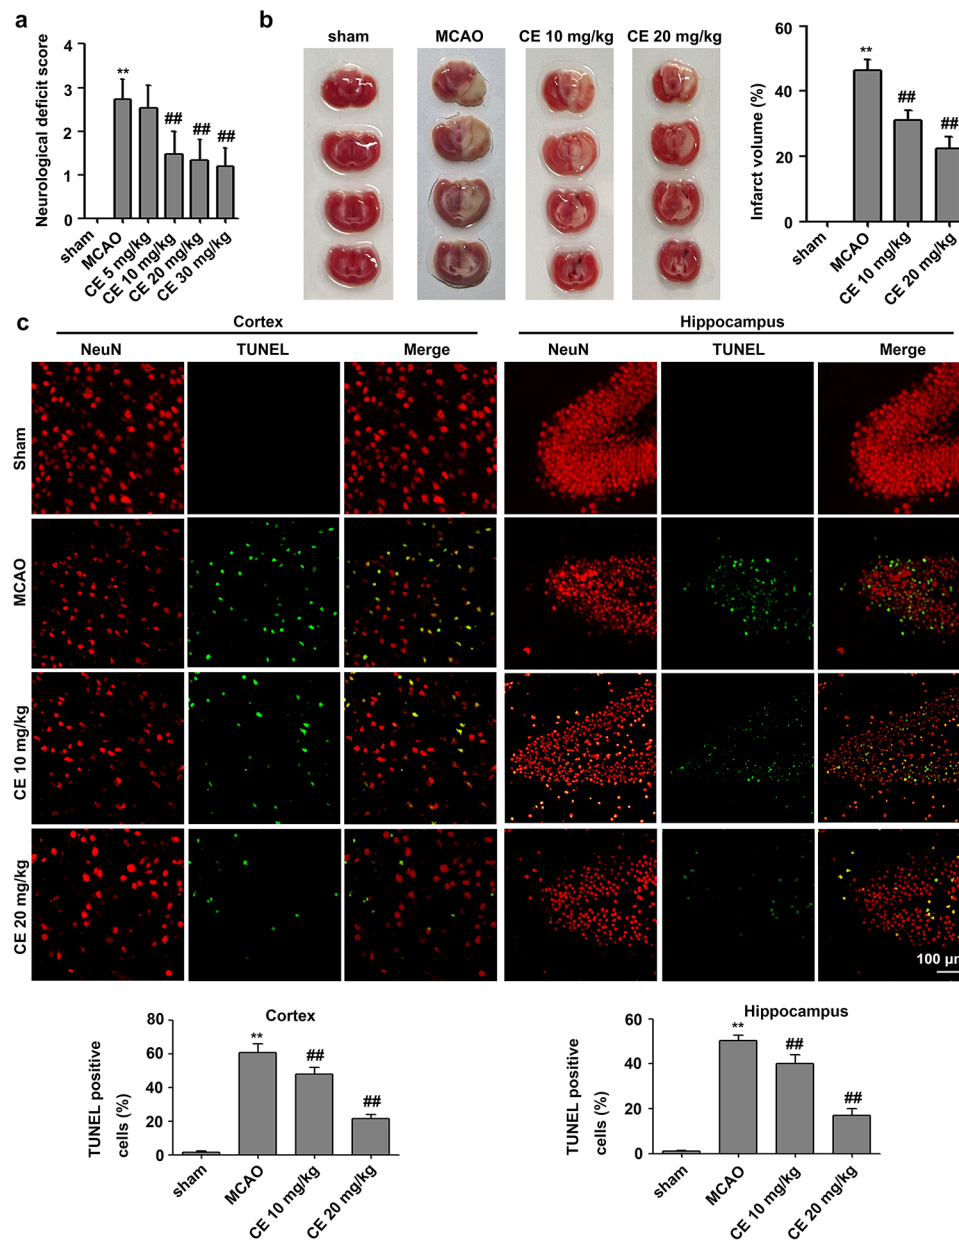 a
Neurological deficit score
4
3
2
1
0
**
##
##
##
sham
MCAO
CE 5 mg/kg
CE 10 mg/kg
CE 20 mg/kg
CE 30 mg/kg
b
sham
MCAO
CE 10 mg/kg
CE 20 mg/kg
Infarct volume (%)
60
40
20
0
**
##
##
sham
MCAO
CE 10 mg/kg
CE 20 mg/kg
c
Cortex
Hippocampus
NeuN
TUNEL
Merge
NeuN
TUNEL
Merge
Sham
MCAO
CE 10 mg/kg
CE 20 mg/kg
100 μm
Cortex
TUNEL positive
cells (%)
80
60
40
20
0
**
##
##
sham
MCAO
CE 10 mg/kg
CE 20 mg/kg
Hippocampus
TUNEL positive
cells (%)
60
40
20
0
**
##
##
sham
MCAO
CE 10 mg/kg
CE 20 mg/kg